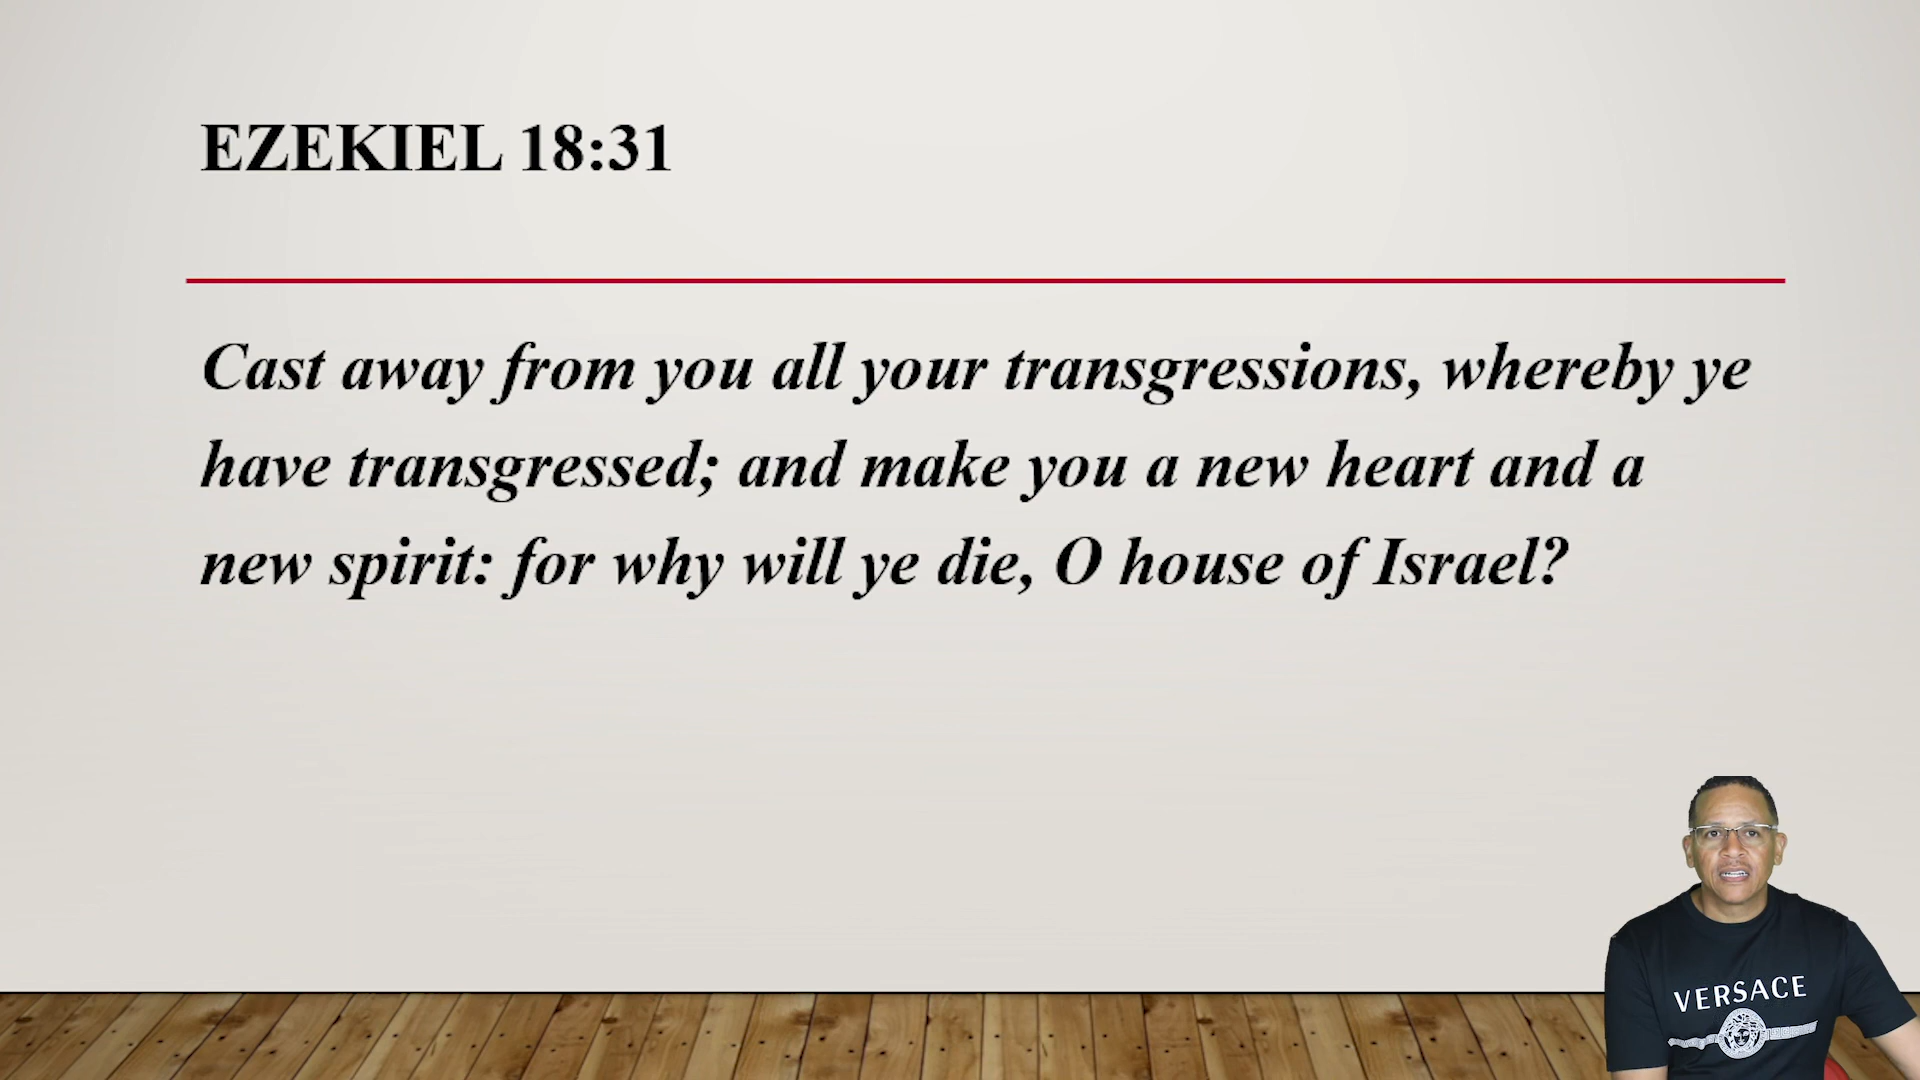 EZEKIEL 18:31
Cast away from you all your transgressions, whereby ye
have transgressed; and make you a new heart and a
new spirit: for why will ye die, O house of Israel?
VERSACE